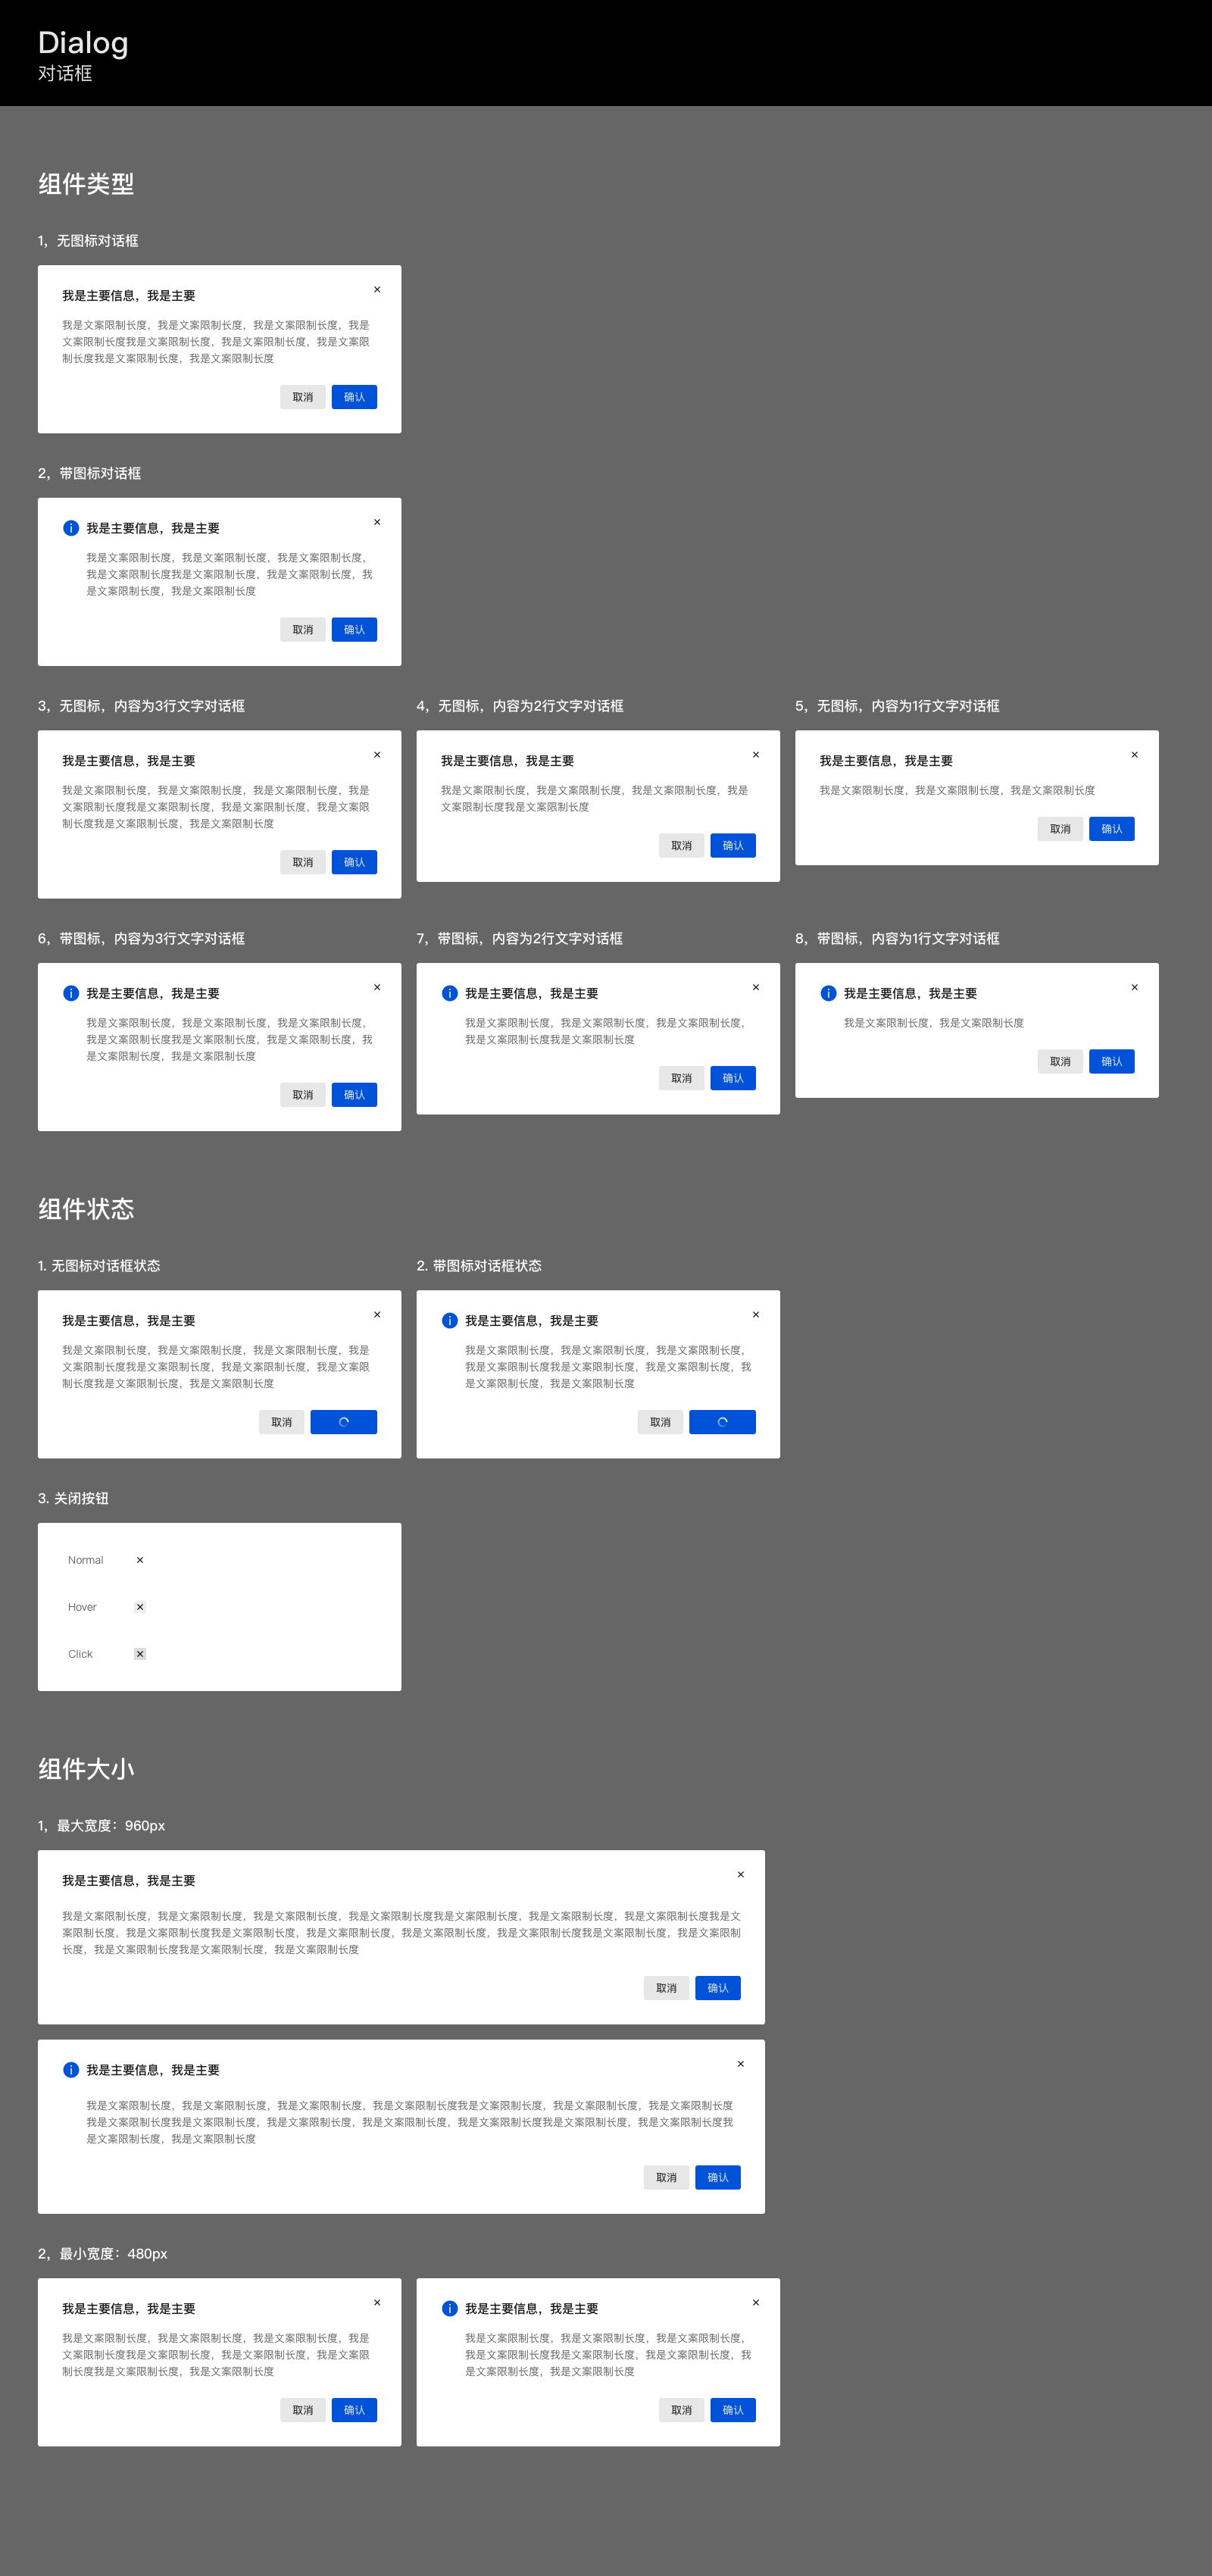 Dialog
对话框
组件类型
1，无图标对话框
我是主要信息，我是主要
我是文案限制长度，我是文案限制长度，我是文案限制长度，我是
文案限制长度我是文案限制长度，我是文案限制长度，我是文案限
制长度我是文案限制长度，我是文案限制长度
取消 确认
2，带图标对话框
我是主要信息，我是主要
我是文案限制长度，我是文案限制长度，我是文案限制长度，
我是文案限制长度我是文案限制长度，我是文案限制长度，我
是文案限制长度，我是文案限制长度
取消 确认
3，无图标，内容为3行文字对话框
我是主要信息，我是主要
我是文案限制长度，我是文案限制长度，我是文案限制长度，我是
文案限制长度我是文案限制长度，我是文案限制长度，我是文案限
制长度我是文案限制长度，我是文案限制长度
取消 确认
4，无图标，内容为2行文字对话框
我是主要信息，我是主要
我是文案限制长度，我是文案限制长度，我是文案限制长度，我是
文案限制长度我是文案限制长度
取消 确认
5，无图标，内容为1行文字对话框
我是主要信息，我是主要
我是文案限制长度，我是文案限制长度，我是文案限制长度
取消 确认
6，带图标，内容为3行文字对话框
我是主要信息，我是主要
我是文案限制长度，我是文案限制长度，我是文案限制长度，
我是文案限制长度我是文案限制长度，我是文案限制长度，我
是文案限制长度，我是文案限制长度
取消 确认
7，带图标，内容为2行文字对话框
我是主要信息，我是主要
我是文案限制长度，我是文案限制长度，我是文案限制长度，
我是文案限制长度我是文案限制长度
取消 确认
8，带图标，内容为1行文字对话框
我是主要信息，我是主要
我是文案限制长度，我是文案限制长度
取消 确认
组件状态
1. 无图标对话框状态
我是主要信息，我是主要
我是文案限制长度，我是文案限制长度，我是文案限制长度，我是
文案限制长度我是文案限制长度，我是文案限制长度，我是文案限
制长度我是文案限制长度，我是文案限制长度
取消
2. 带图标对话框状态
我是主要信息，我是主要
我是文案限制长度，我是文案限制长度，我是文案限制长度，
我是文案限制长度我是文案限制长度，我是文案限制长度，我
是文案限制长度，我是文案限制长度
取消
3. 关闭按钮
Normal
Hover
Click
组件大小
1，最大宽度：960px
我是主要信息，我是主要
我是文案限制长度，我是文案限制长度，我是文案限制长度，我是文案限制长度我是文案限制长度，我是文案限制长度，我是文案限制长度我是文
案限制长度，我是文案限制长度我是文案限制长度，我是文案限制长度，我是文案限制长度，我是文案限制长度我是文案限制长度，我是文案限制
长度，我是文案限制长度我是文案限制长度，我是文案限制长度
取消 确认
我是主要信息，我是主要
我是文案限制长度，我是文案限制长度，我是文案限制长度，我是文案限制长度我是文案限制长度，我是文案限制长度，我是文案限制长度
我是文案限制长度我是文案限制长度，我是文案限制长度，我是文案限制长度，我是文案限制长度我是文案限制长度，我是文案限制长度我
是文案限制长度，我是文案限制长度
取消 确认
2，最小宽度：480px
我是主要信息，我是主要
我是文案限制长度，我是文案限制长度，我是文案限制长度，我是
文案限制长度我是文案限制长度，我是文案限制长度，我是文案限
制长度我是文案限制长度，我是文案限制长度
取消 确认
我是主要信息，我是主要
我是文案限制长度，我是文案限制长度，我是文案限制长度，
我是文案限制长度我是文案限制长度，我是文案限制长度，我
是文案限制长度，我是文案限制长度
取消 确认